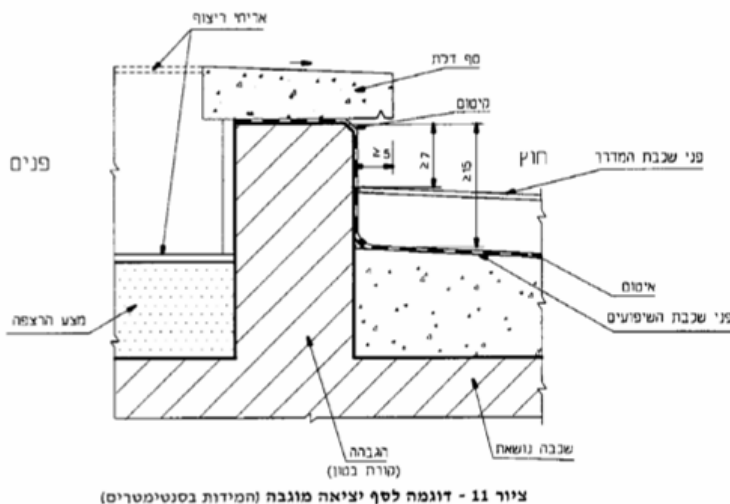 אריחי ריצוף
סף דלת
קיטום
פנים
חוץ
פני שכבת המדרך
≥5
≥7
≥15
איטום
מצע הרצפה
פני שכבת השיפועים
הגבהה
(קורת בטון)
שכבה נושאת
ציור 11 - דוגמה לסף יציאה מוגבה (המידות בסנטימטרים)